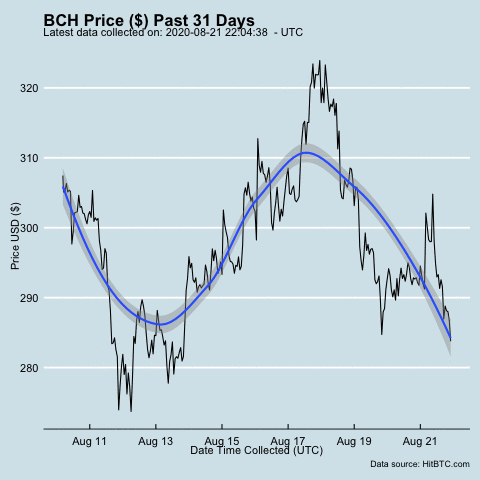 BCH Price ($) Past 31 Days
Latest data collected on: 2020-08-21 22:04:38 - UTC
320
310
300
290
280
Price USD ($)
Aug 11 Aug 13 Aug 15 Aug 17 Aug 19 Aug 21
Date Time Collected (UTC)
Data source: HitBTC.com